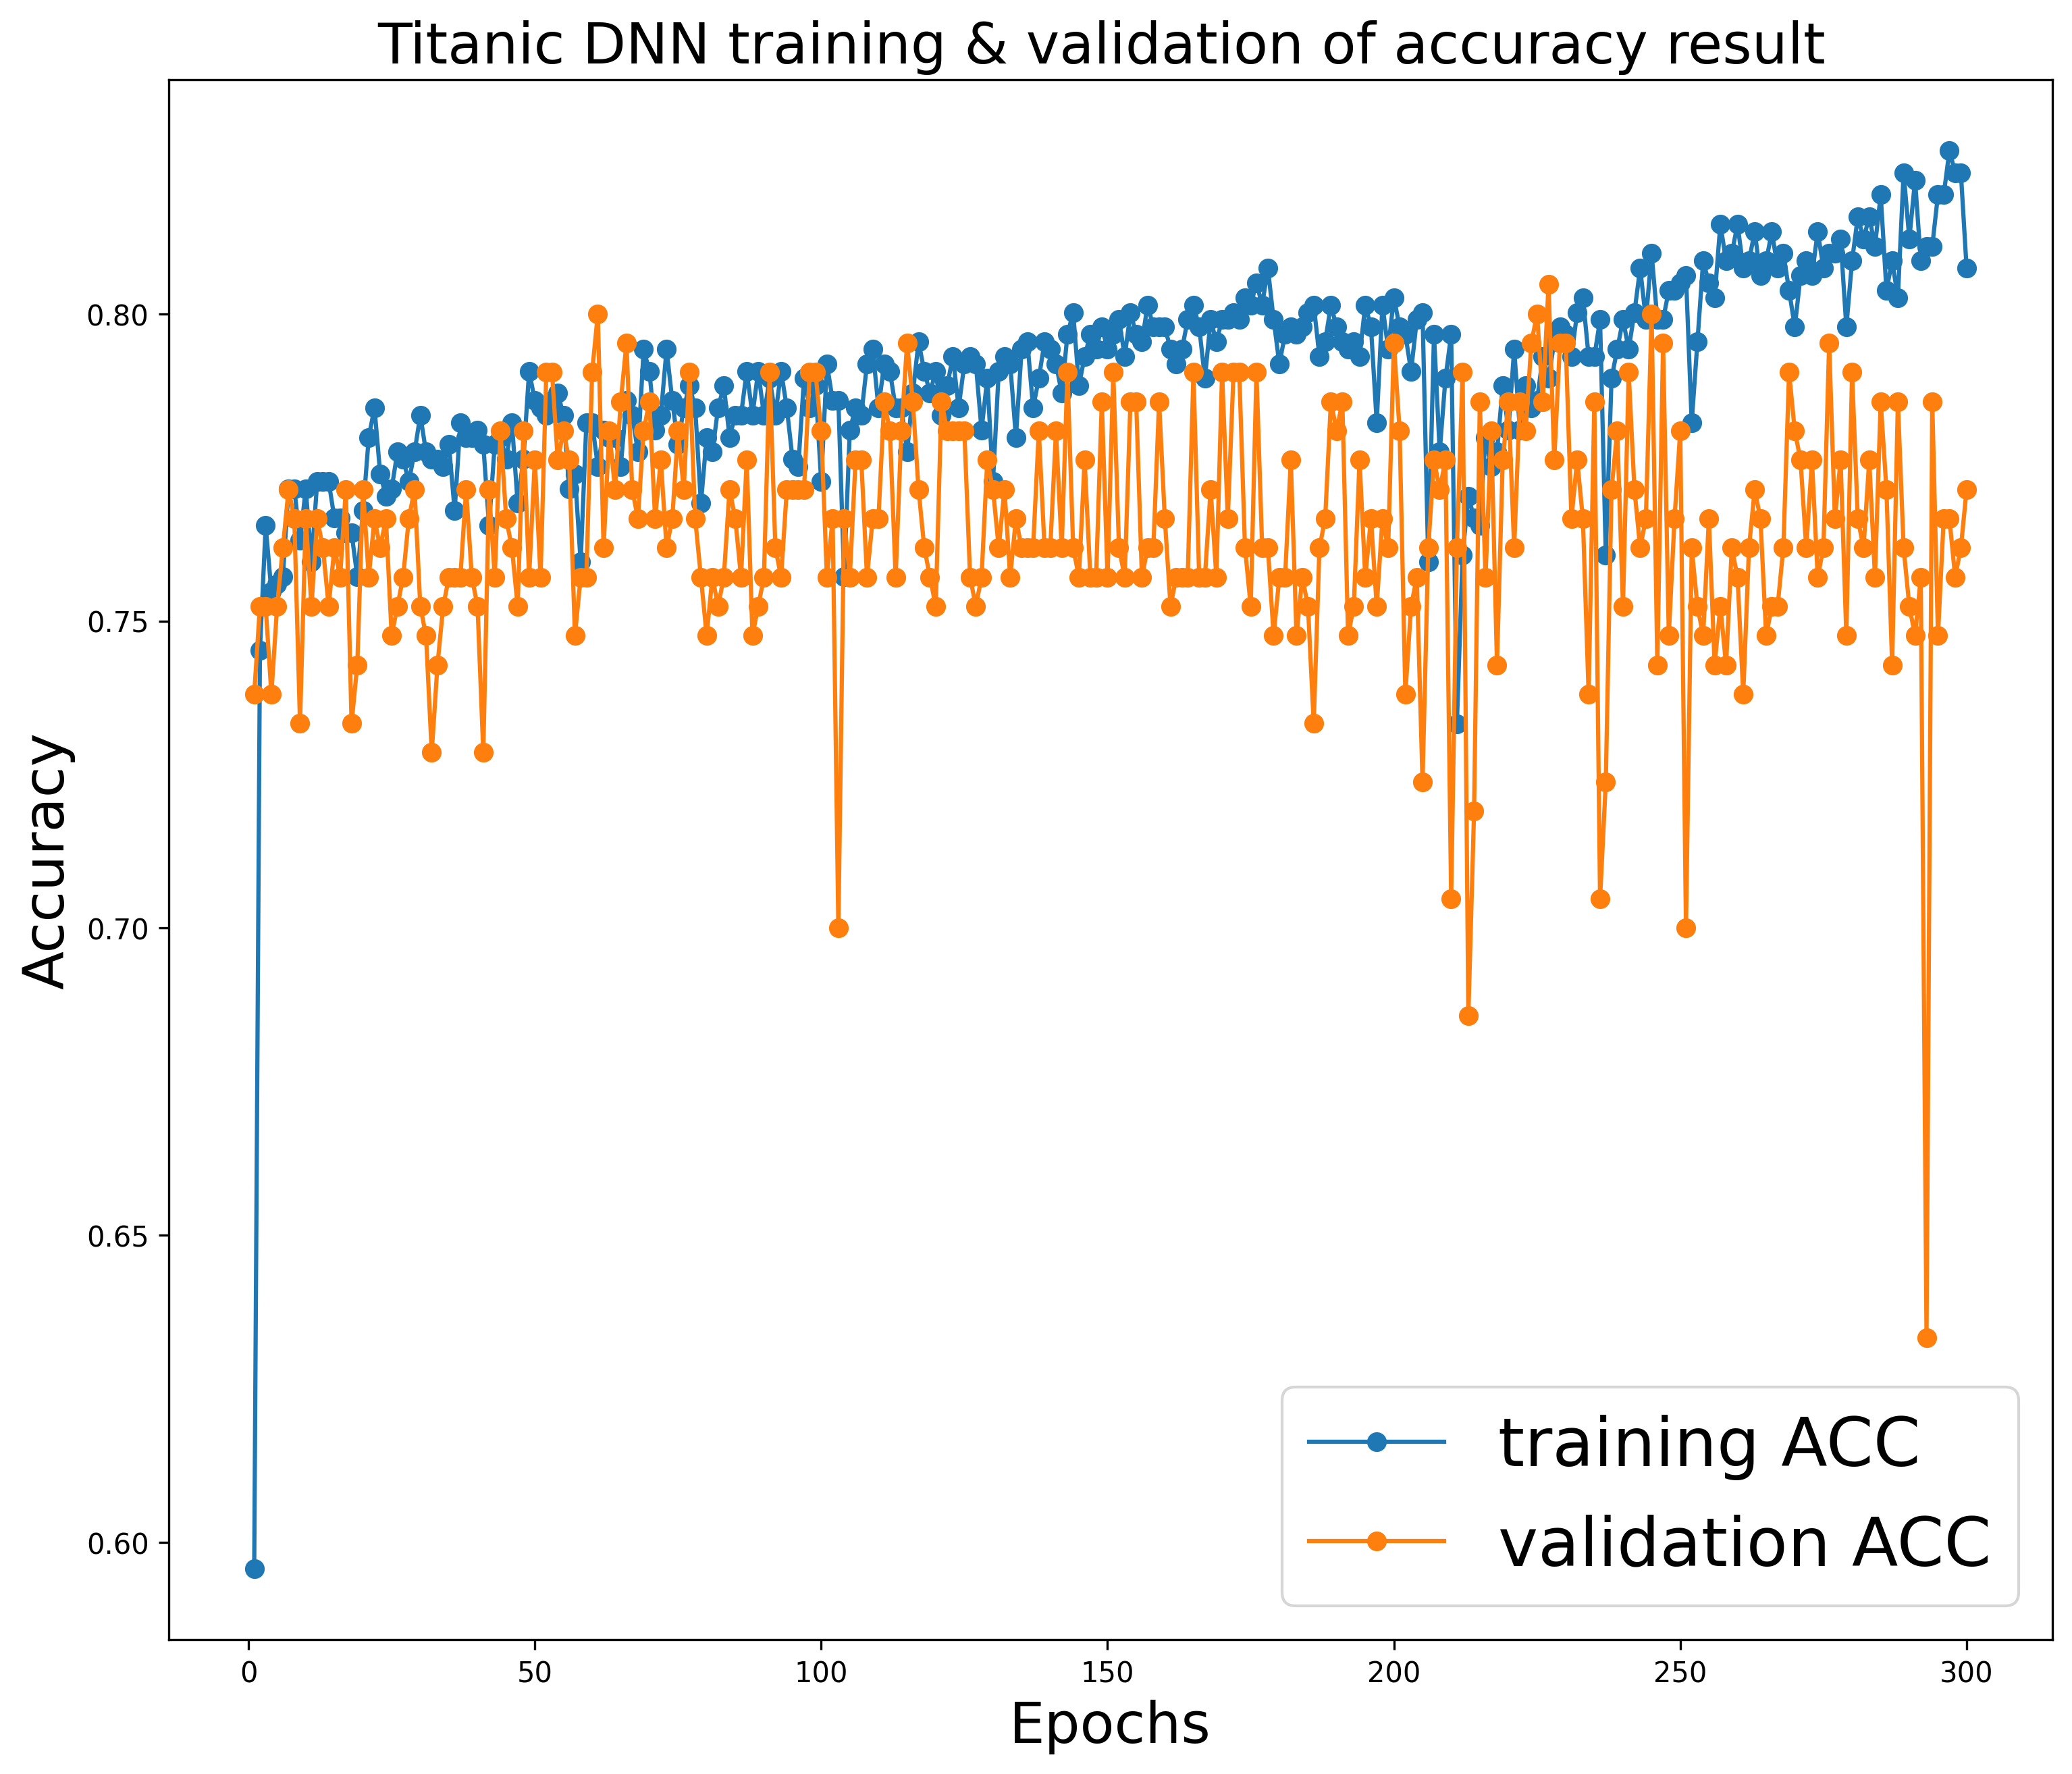 Titanic DNN training & validation of accuracy result
Accuracy
0.80
0.75
0.70
0.65
0.60
training ACC
validation ACC
0 50 100 150 200 250 300
Epochs